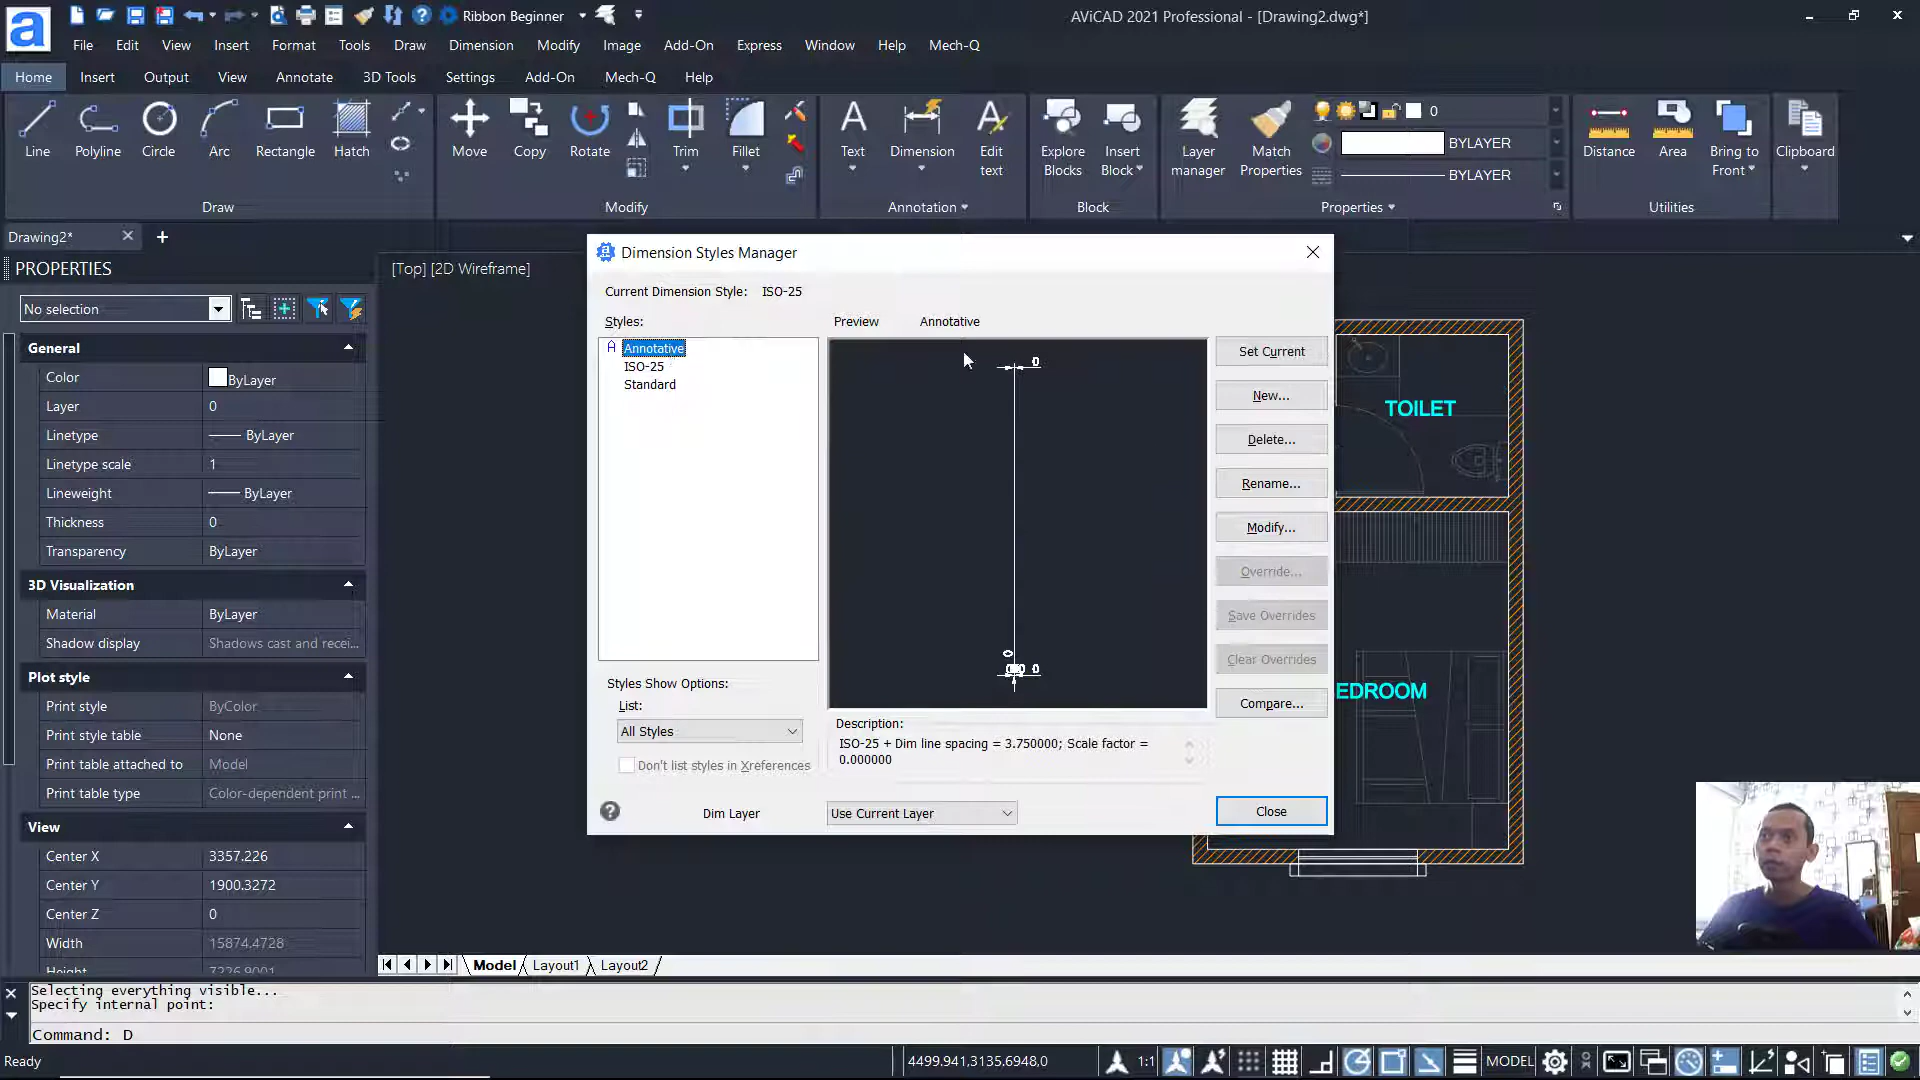 a
Ribbon Beginner
AViCAD 2021 Professional - [Drawing2.dwg*]
File Edit View Insert Format Tools Draw Dimension Modify Image Add-On Express Window Help Mech-Q
Home Insert Output View Annotate 3D Tools Settings Add-On Mech-Q Help
0
BYLAYER
BYLAYER
Line Polyline Circle Arc Rectangle Hatch
Move Copy Rotate Trim Fillet
Text Dimension Edit text
Explore Blocks Insert Block
Layer manager Match Properties
Distance Area Bring to Front Clipboard
Draw Modify Annotation Block Properties Utilities
Drawing2*
PROPERTIES
[Top] [2D Wireframe]
No selection
General
Color ByLayer
Layer 0
Linetype ByLayer
Linetype scale 1
Lineweight ByLayer
Thickness 0
Transparency ByLayer
3D Visualization
Material ByLayer
Shadow display Shadows cast and recei...
Plot style
Print style ByColor
Print style table None
Print table attached to Model
Print table type Color-dependent print ...
View
Center X 3357.226
Center Y 1900.3272
Center Z 0
Width 15874.4728
Height 7226.9001
Dimension Styles Manager
Current Dimension Style: ISO-25
Styles: Preview Annotative
A Annotative
ISO-25
Standard
0
0
0
Set Current
New...
Delete...
Rename...
Modify...
Override...
Save Overrides
Clear Overrides
Compare...
Styles Show Options:
List:
All Styles
Don't list styles in Xreferences
Description:
ISO-25 + Dim line spacing = 3.750000; Scale factor =
0.000000
Dim Layer Use Current Layer
Close
TOILET
EDROOM
Model Layout1 Layout2
Selecting everything visible...
Specify internal point:
Command: D
Ready
4499.941,3135.6948,0
1:1
MODEL